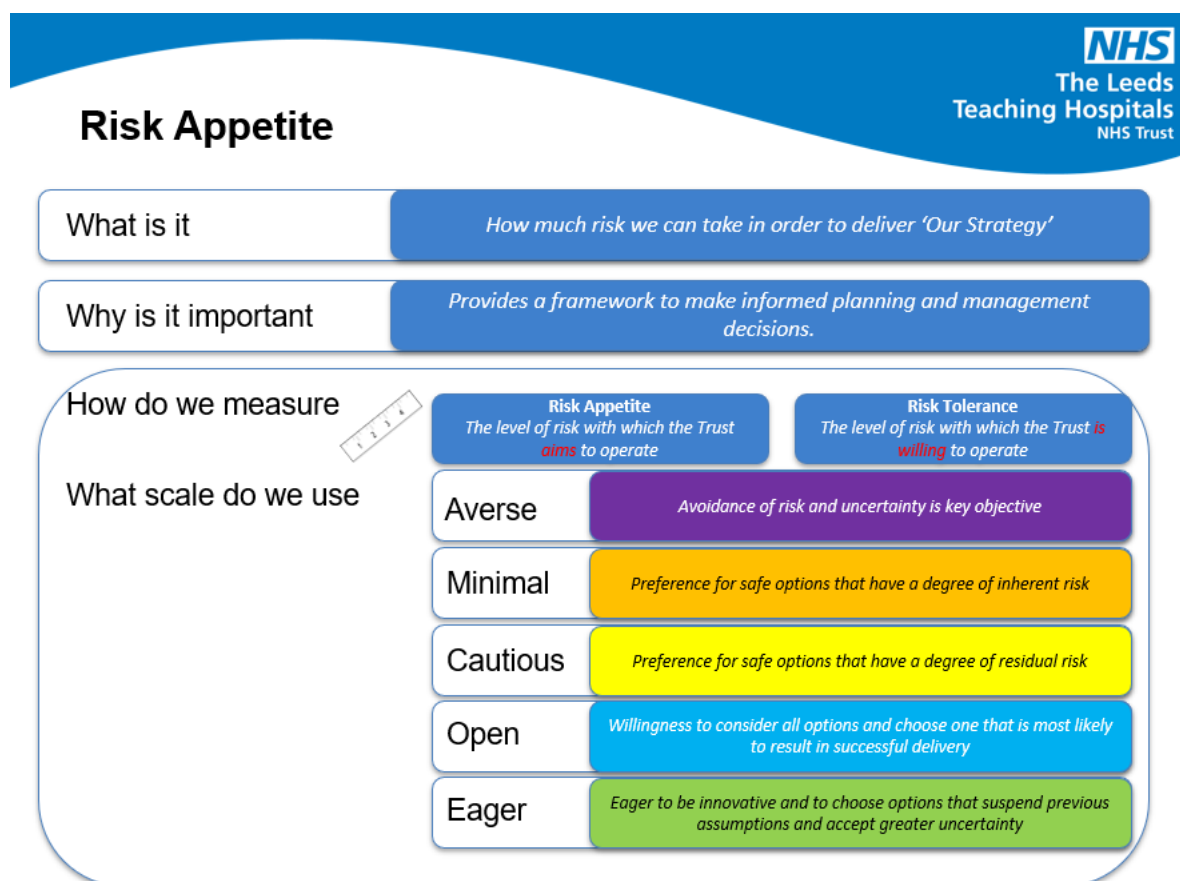 NHS
The Leeds
Teaching Hospitals
NHS Trust
Risk Appetite
What is it
How much risk we can take in order to deliver ‘Our Strategy’
Why is it important
Provides a framework to make informed planning and management
decisions.
How do we measure
1 2 3 4
Risk Appetite
The level of risk with which the Trust
aims to operate
Risk Tolerance
The level of risk with which the Trust is
willing to operate
What scale do we use
Averse
Avoidance of risk and uncertainty is key objective
Minimal
Preference for safe options that have a degree of inherent risk
Cautious
Preference for safe options that have a degree of residual risk
Open
Willingness to consider all options and choose one that is most likely
to result in successful delivery
Eager
Eager to be innovative and to choose options that suspend previous
assumptions and accept greater uncertainty